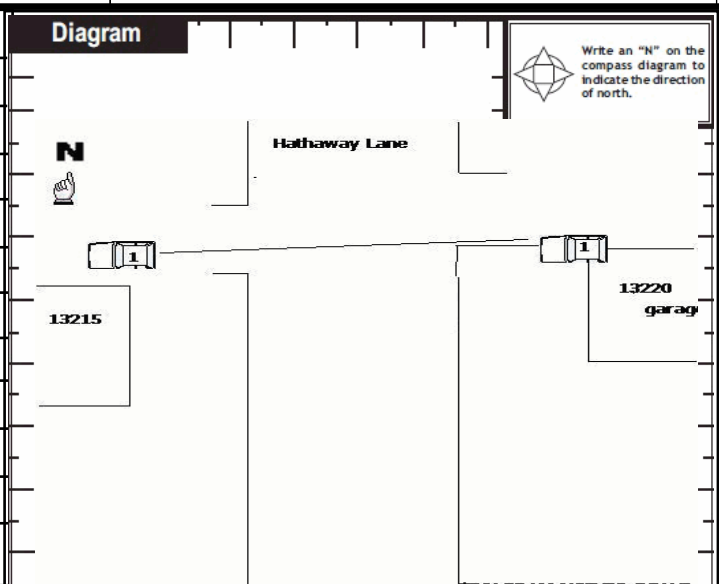 Diagram
Write an “N” on the
compass diagram to
indicate the direction
of north.
Hathaway Lane
N
1
1
13220
garag
13215